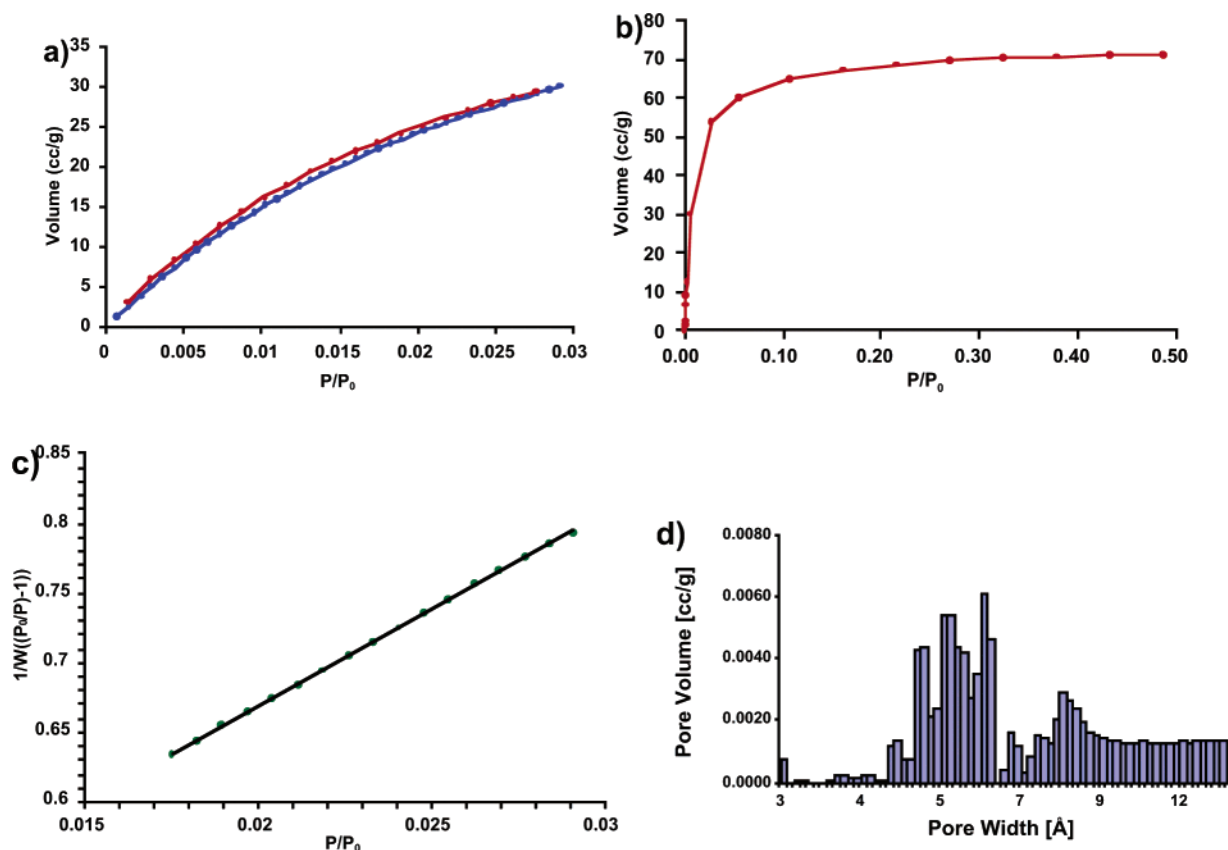 a)
Volume (cc/g)
35
30
25
20
15
10
5
0
0 0.005 0.01 0.015 0.02 0.025 0.03
P/P₀
b)
Volume (cc/g)
80
70
60
50
40
30
20
10
0
0.00 0.10 0.20 0.30 0.40 0.50
P/P₀
c)
1/W((P₀/P)-1))
0.85
0.8
0.75
0.7
0.65
0.6
0.015 0.02 0.025 0.03
P/P₀
d)
Pore Volume [cc/g]
0.0080
0.0060
0.0040
0.0020
0.0000
3 4 5 7 9 12
Pore Width [Å]